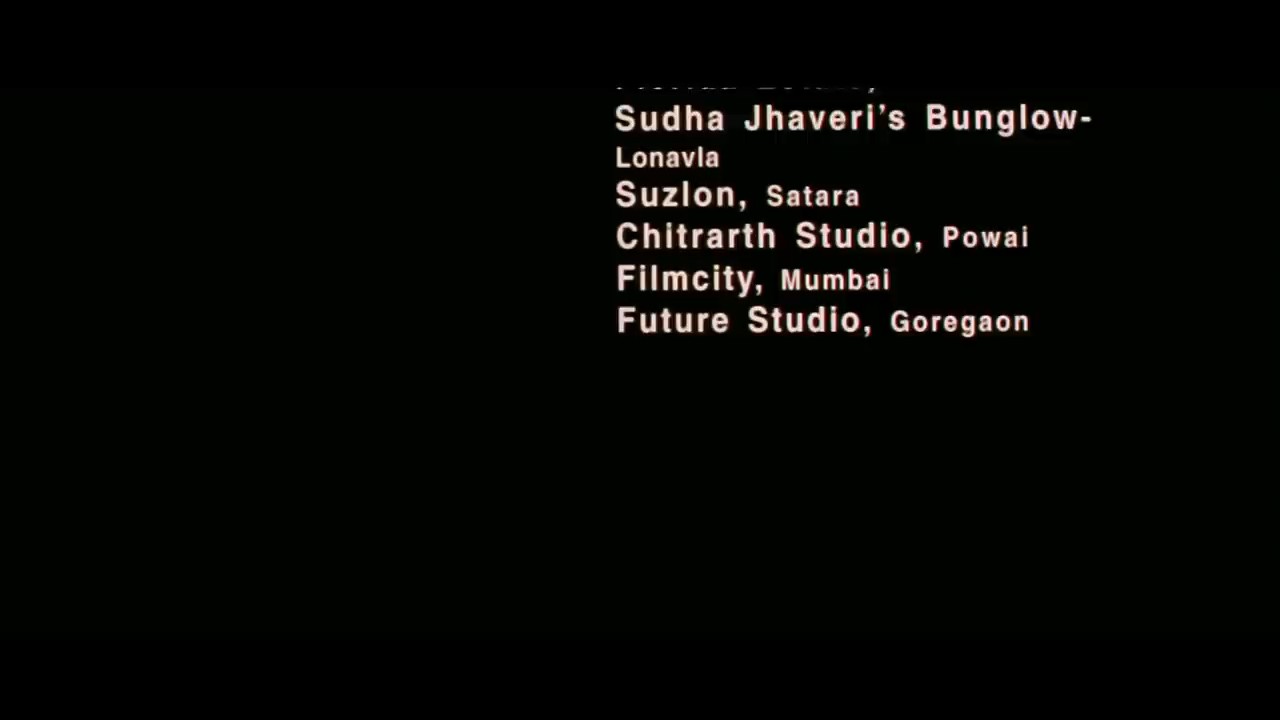 Sudha Jhaveri's Bunglow-
Lonavla
Suzlon, Satara
Chitrarth Studio, Powai
Filmcity, Mumbai
Future Studio, Goregaon